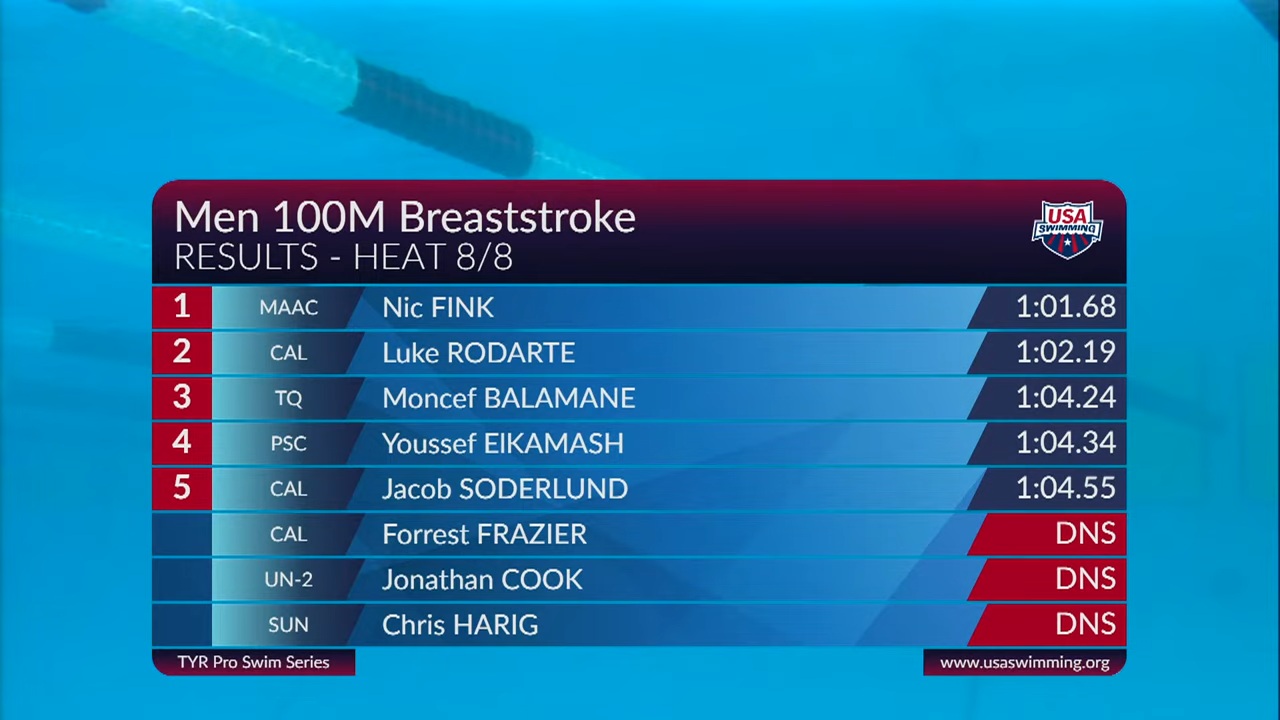 Men 100M Breaststroke
RESULTS - HEAT 8/8
USA
SWIMMING
1 MAAC Nic FINK 1:01.68
2 CAL Luke RODARTE 1:02.19
3 TQ Moncef BALAMANE 1:04.24
4 PSC Youssef ElKAMASH 1:04.34
5 CAL Jacob SODERLUND 1:04.55
CAL Forrest FRAZIER DNS
UN-2 Jonathan COOK DNS
SUN Chris HARIG DNS
TYR Pro Swim Series
www.usaswimming.org